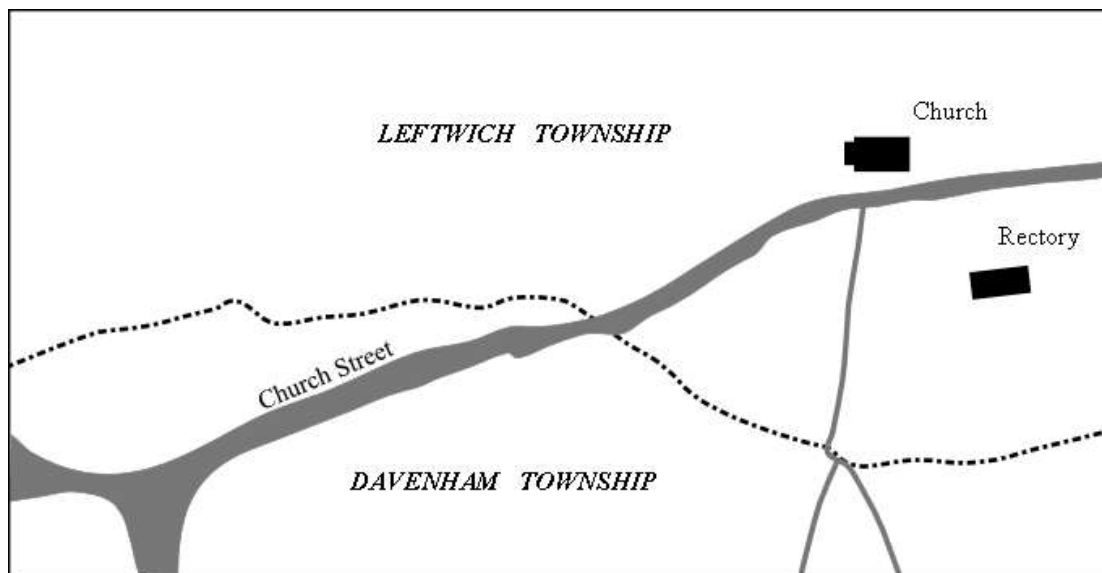 Church
LEFTWICH TOWNSHIP
Rectory
Church Street
DAVENHAM TOWNSHIP